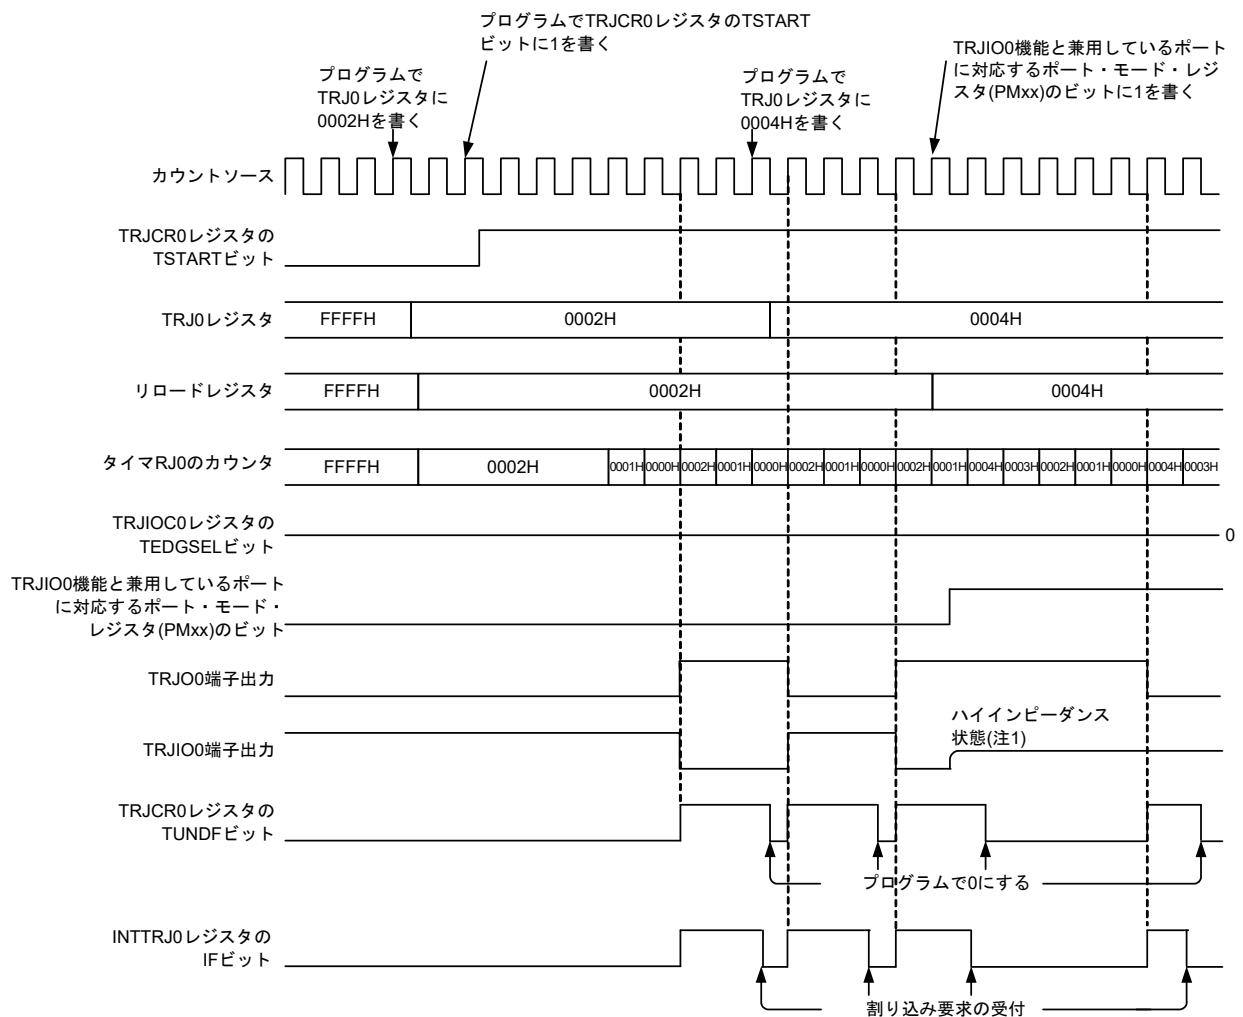 プログラムでTRJCR0レジスタのTSTART
ビットに1を書く
TRJIO0機能と兼用しているポート
に対応するポート・モード・レジ
スタ(PMxx)のビットに1を書く
プログラムで
TRJ0レジスタに
0002Hを書く
プログラムで
TRJ0レジスタに
0004Hを書く
カウントソース
TRJCR0レジスタの
TSTARTビット
TRJ0レジスタ
FFFFH
0002H
0004H
リロードレジスタ
FFFFH
0002H
0004H
タイマRJ0のカウンタ
FFFFH
0002H
0001H
0000H
0002H
0001H
0000H
0002H
0001H
0000H
0002H
0001H
0004H
0003H
0002H
0001H
0000H
0004H
0003H
TRJIOC0レジスタの
TEDGSELビット
0
TRJIO0機能と兼用しているポート
に対応するポート・モード・
レジスタ(PMxx)のビット
TRJO0端子出力
ハイインピーダンス
状態(注1)
TRJIO0端子出力
TRJCR0レジスタの
TUNDFビット
プログラムで0にする
INTTRJ0レジスタの
IFビット
割り込み要求の受付